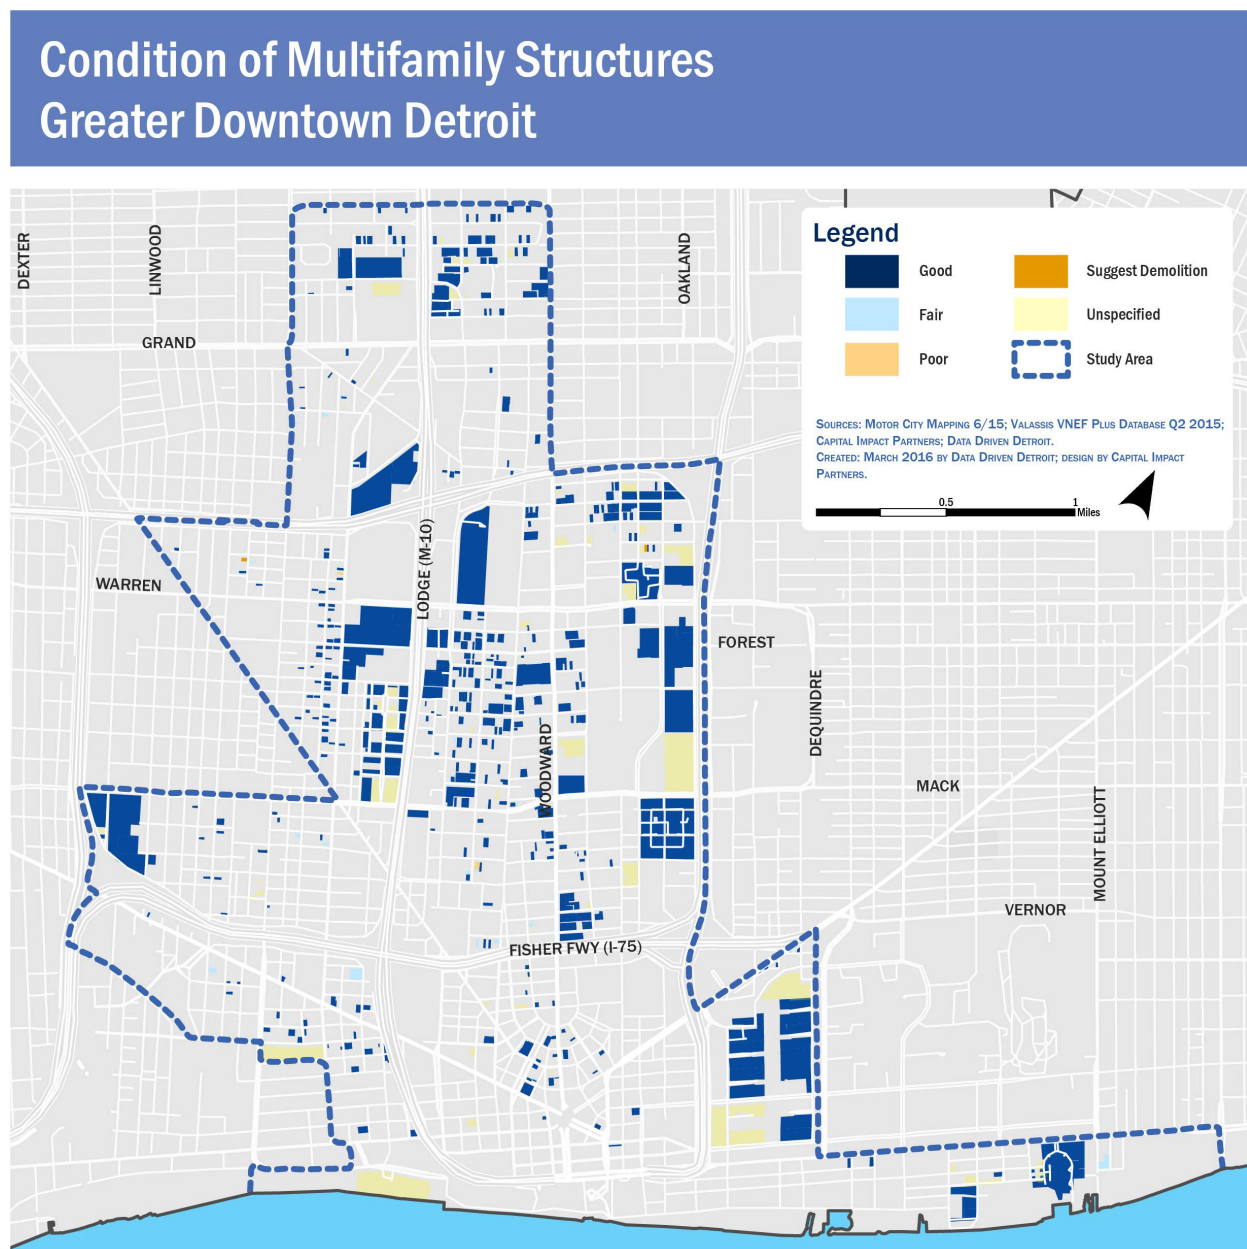 Condition of Multifamily Structures
Greater Downtown Detroit
DEXTER
LINWOOD
OAKLAND
GRAND
Legend
Good
Suggest Demolition
Fair
Unspecified
Poor
Study Area
Sources: Motor City Mapping 6/15; Valassis VNEF Plus Database Q2 2015;
Capital Impact Partners; Data Driven Detroit.
Created: March 2016 by Data Driven Detroit; design by Capital Impact
Partners.
0.5
1
Miles
LODGE (M-10)
WARREN
FOREST
DEQUINDRE
WOODWARD
MACK
MOUNT ELLIOTT
VERNOR
FISHER FWY (I-75)